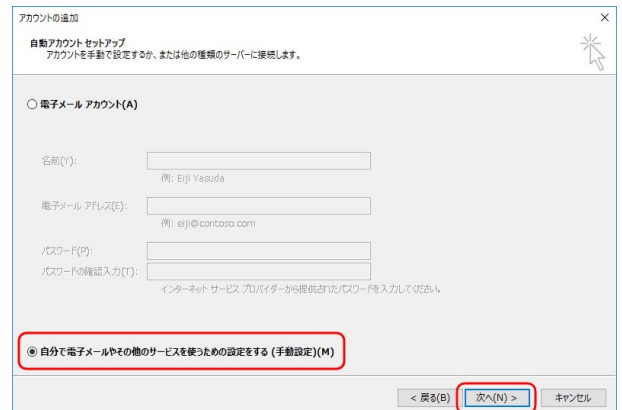 アカウントの追加
自動アカウント セットアップ
アカウントを手動で設定するか、または他の種類のサーバーに接続します。
電子メール アカウント(A)
名前(Y):
例: Eiji Yasuda
電子メール アドレス(E):
例: eiji@contoso.com
パスワード(P):
パスワードの確認入力(T):
インターネット サービス プロバイダーから提供されたパスワードを入力してください。
自分で電子メールやその他のサービスを使うための設定をする (手動設定)(M)
< 戻る(B) 次へ(N) > キャンセル